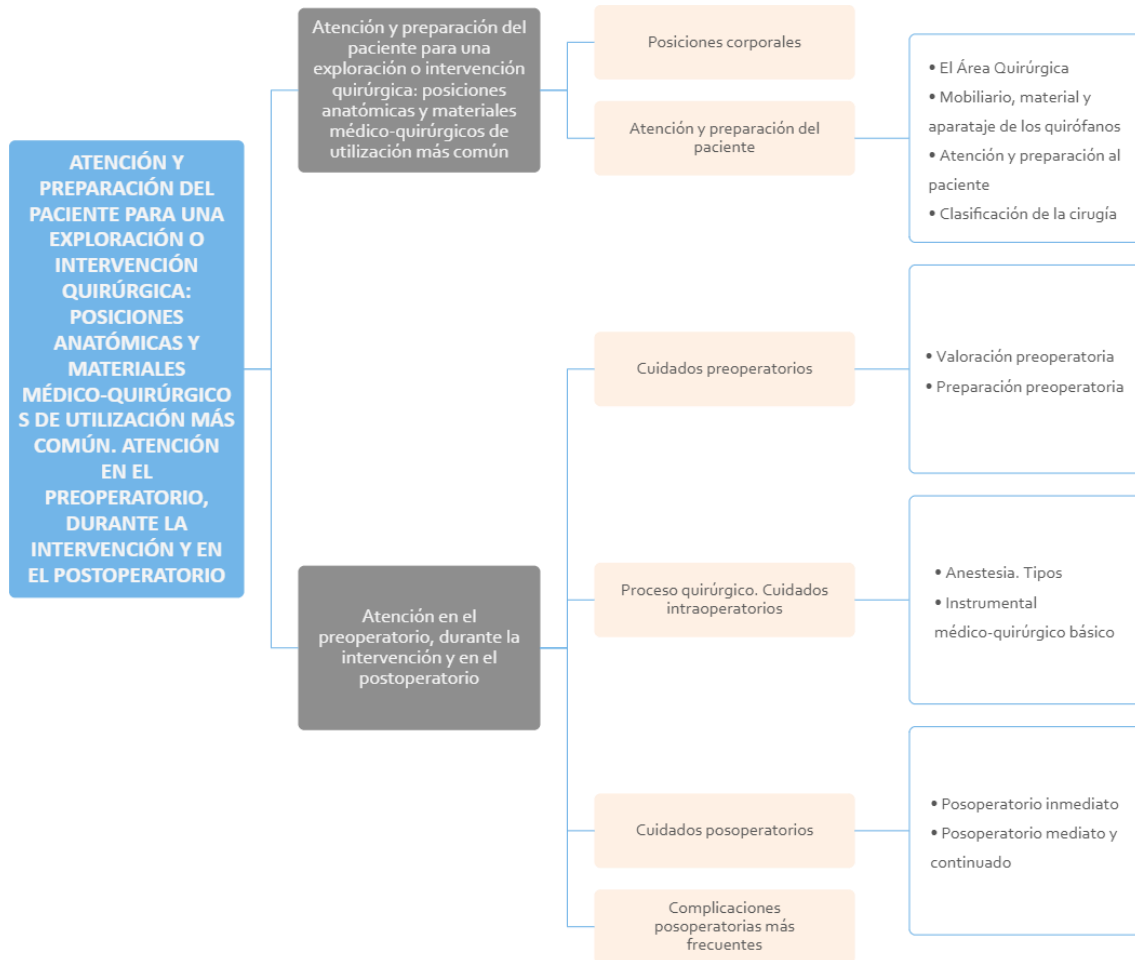 ATENCIÓN Y
PREPARACIÓN DEL
PACIENTE PARA UNA
EXPLORACIÓN O
INTERVENCIÓN
QUIRÚRGICA:
POSICIONES
ANATÓMICAS Y
MATERIALES
MÉDICO-QUIRÚRGICO
S DE UTILIZACIÓN MÁS
COMÚN. ATENCIÓN
EN EL
PREOPERATORIO,
DURANTE LA
INTERVENCIÓN Y EN
EL POSTOPERATORIO
Atención y preparación del
paciente para una
exploración o intervención
quirúrgica: posiciones
anatómicas y materiales
médico-quirúrgicos de
utilización más común
Posiciones corporales
Atención y preparación del
paciente
• El Área Quirúrgica
• Mobiliario, material y
aparataje de los quirófanos
• Atención y preparación al
paciente
• Clasificación de la cirugía
Atención en el
preoperatorio, durante la
intervención y en el
postoperatorio
Cuidados preoperatorios
• Valoración preoperatoria
• Preparación preoperatoria
Proceso quirúrgico. Cuidados
intraoperatorios
• Anestesia. Tipos
• Instrumental
médico-quirúrgico básico
Cuidados posoperatorios
• Posoperatorio inmediato
• Posoperatorio mediato y
continuado
Complicaciones
posoperatorias más
frecuentes